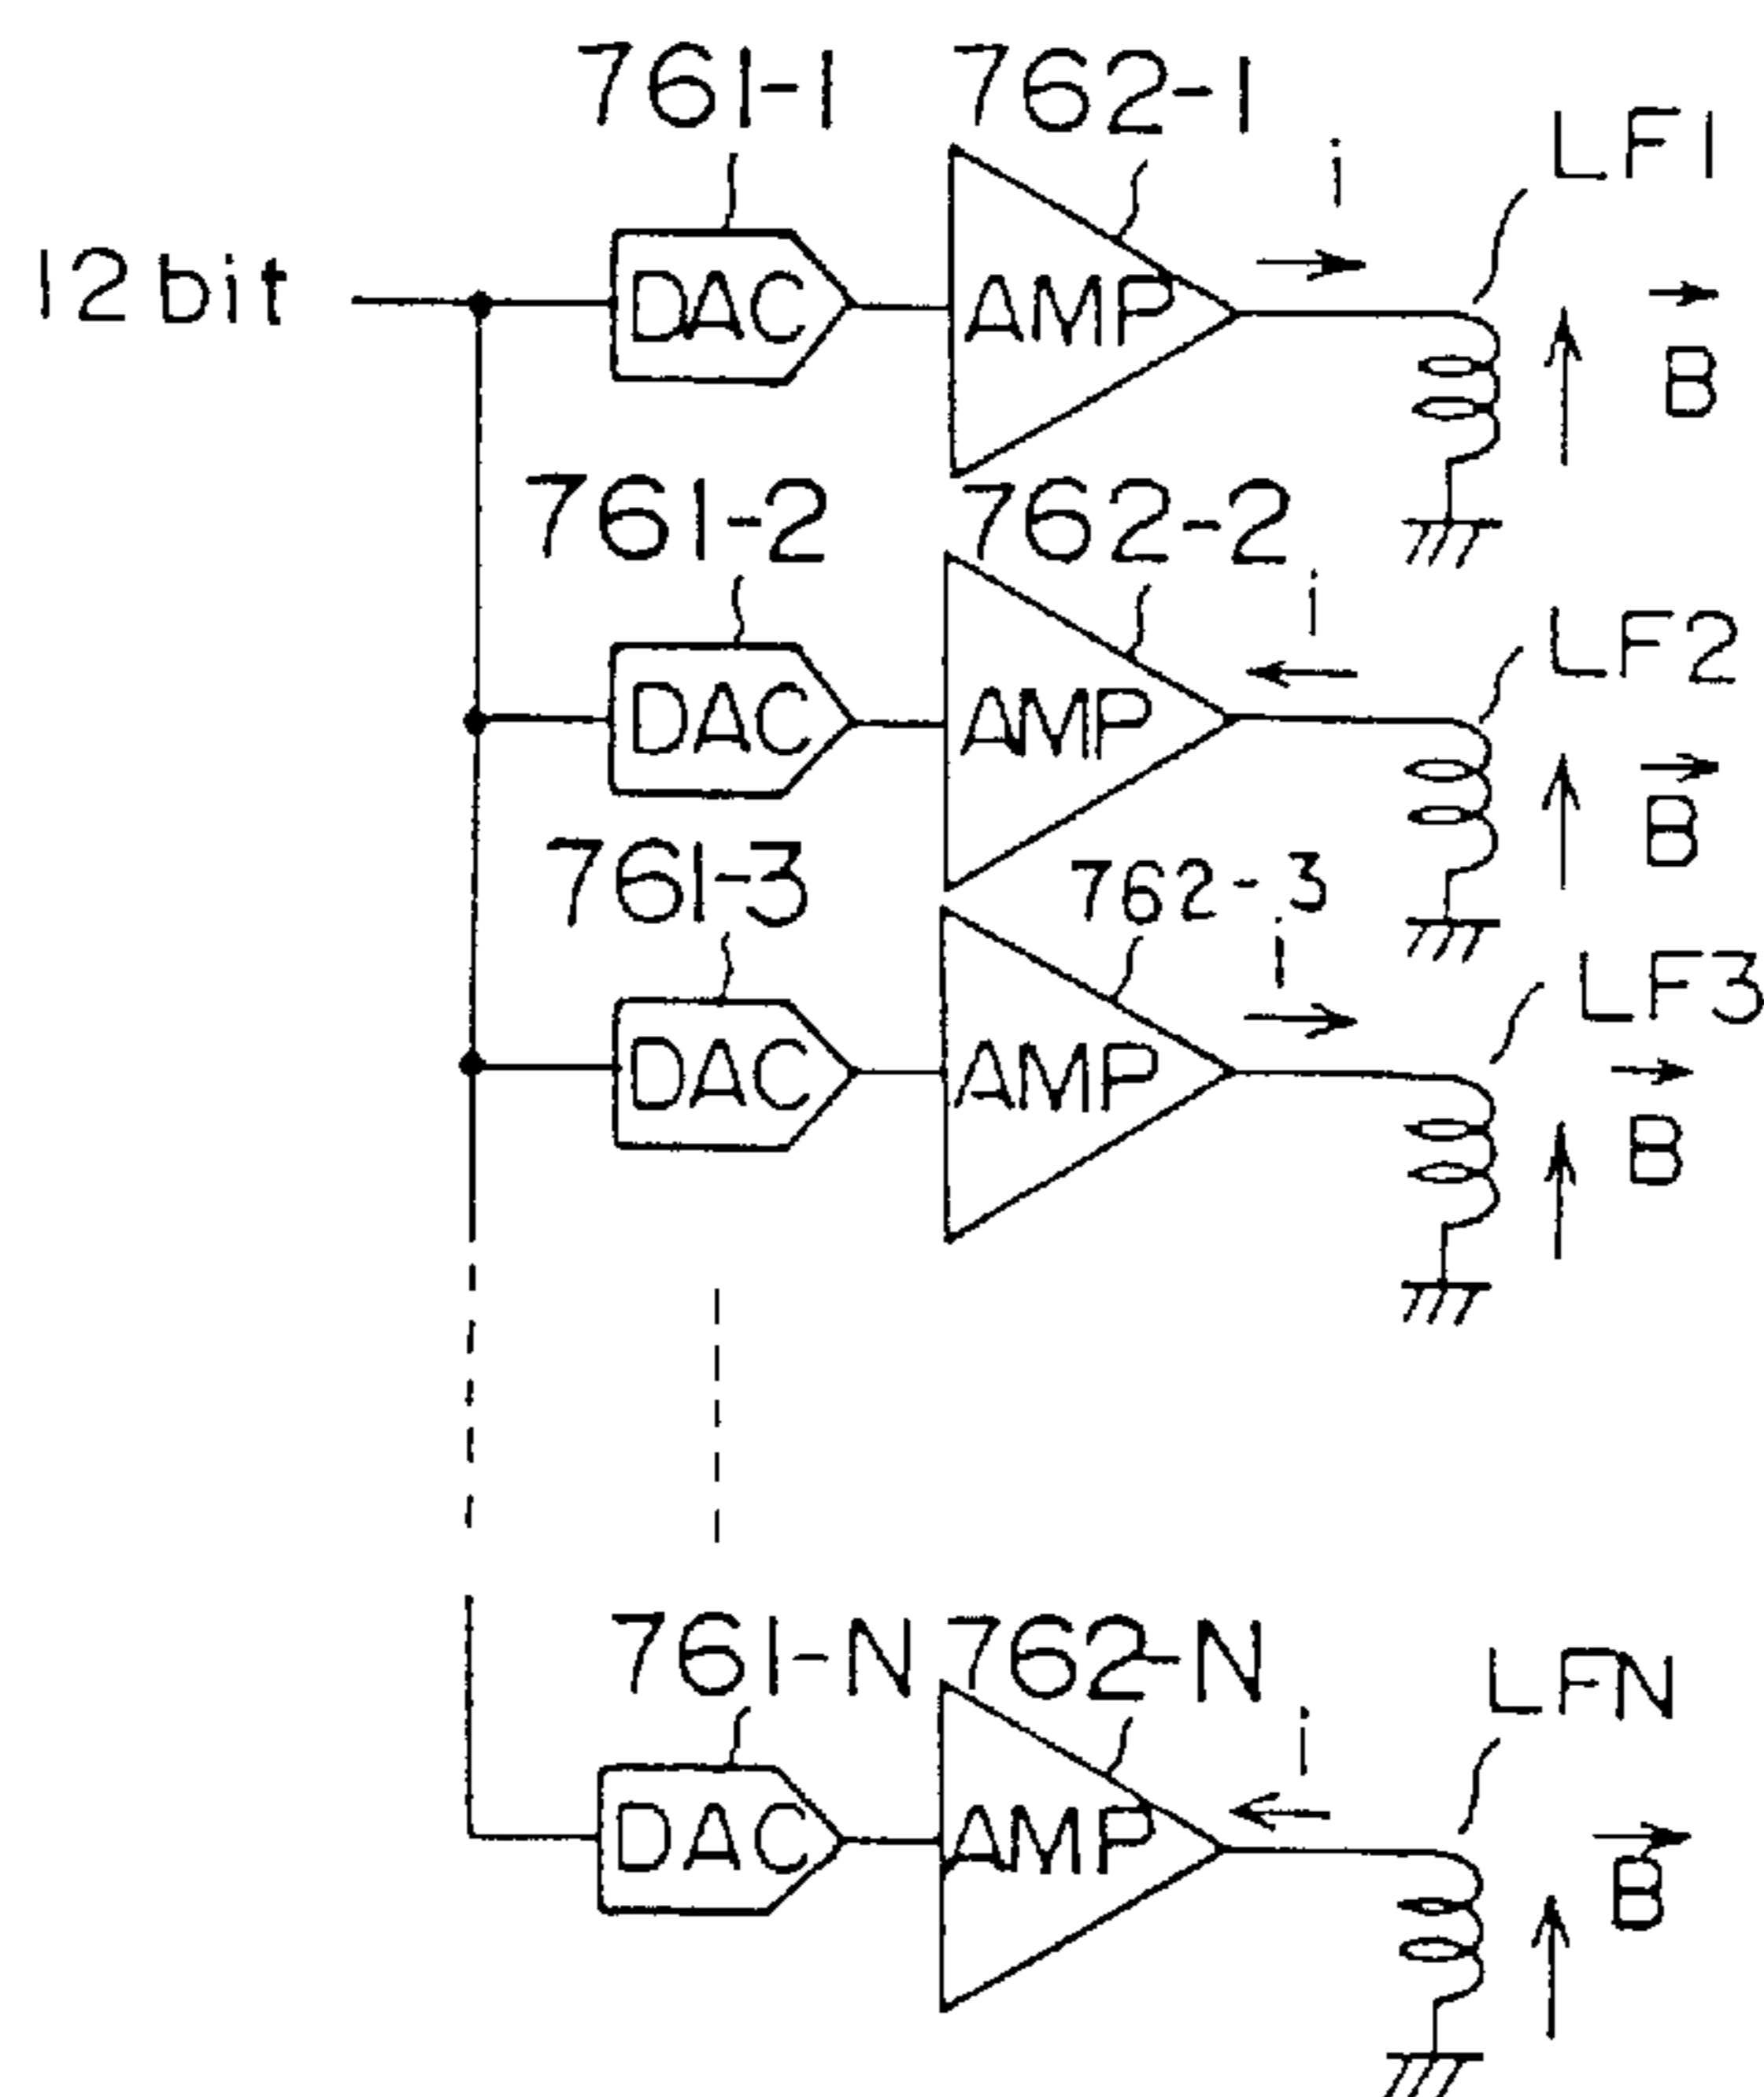 761-1 762-1
i
LF1
12 bit
DAC
AMP
B
761-2 762-2
i
LF2
DAC
AMP
B
761-3
762-3
i
LF3
DAC
AMP
B
761-N 762-N
i
LFN
DAC
AMP
B